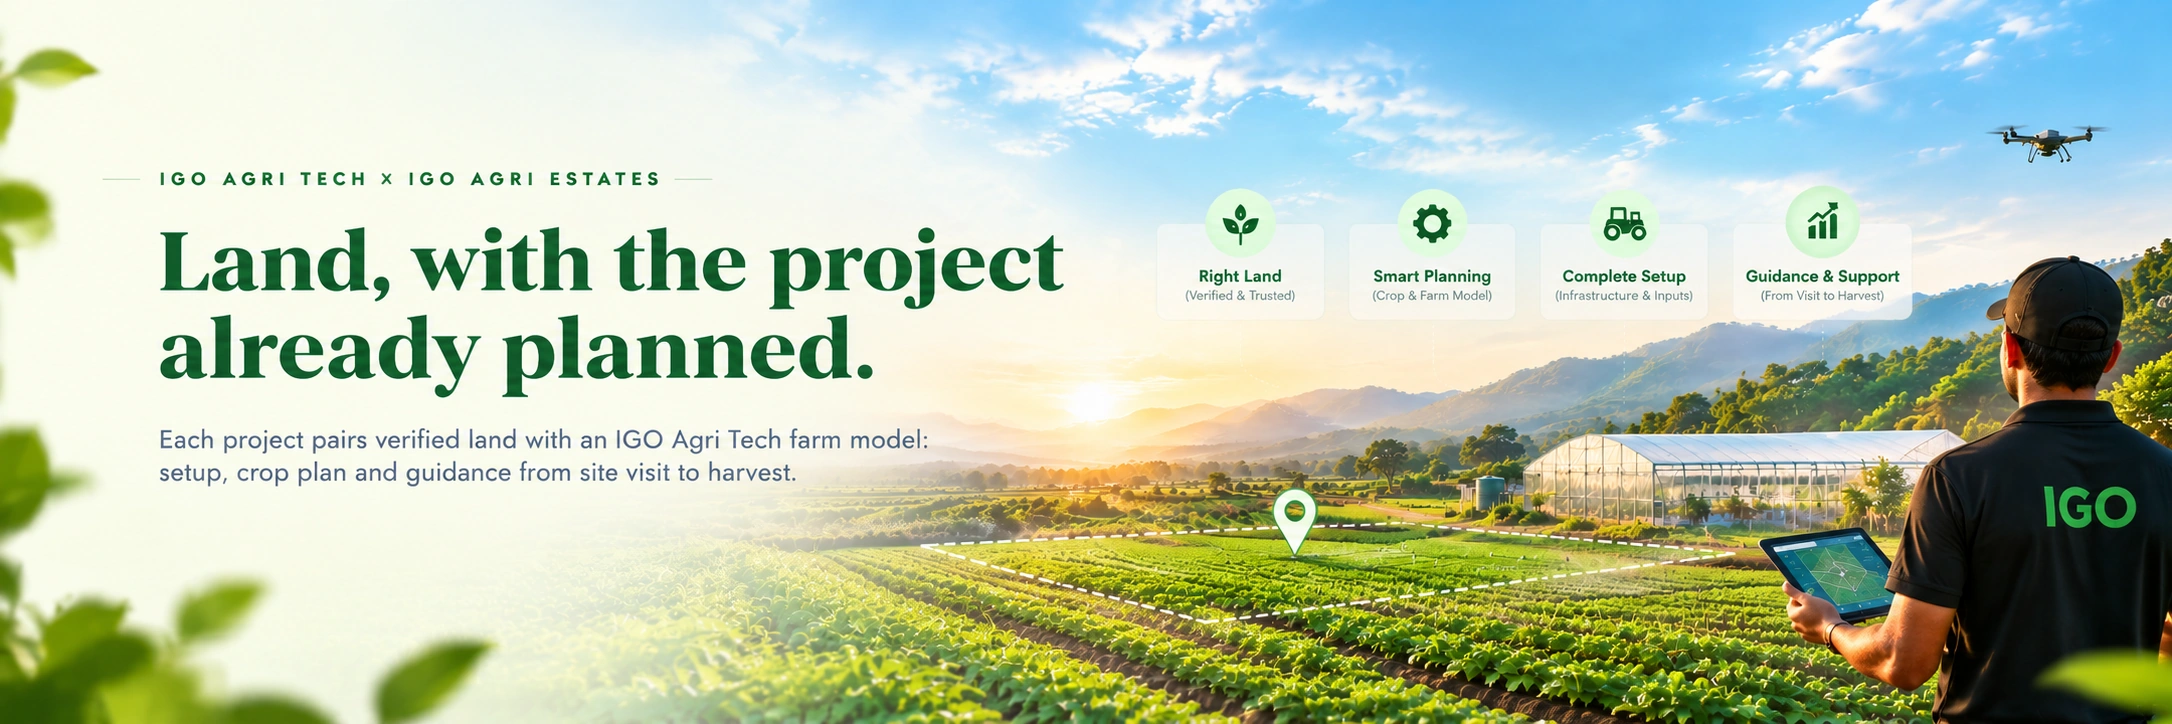 IGO AGRI TECH × IGO AGRI ESTATES
Land, with the project
already planned.
Each project pairs verified land with an IGO Agri Tech farm model:
setup, crop plan and guidance from site visit to harvest.
Right Land
(Verified & Trusted)
Smart Planning
(Crop & Farm Model)
Complete Setup
(Infrastructure & Inputs)
Guidance & Support
(From Visit to Harvest)
IGO